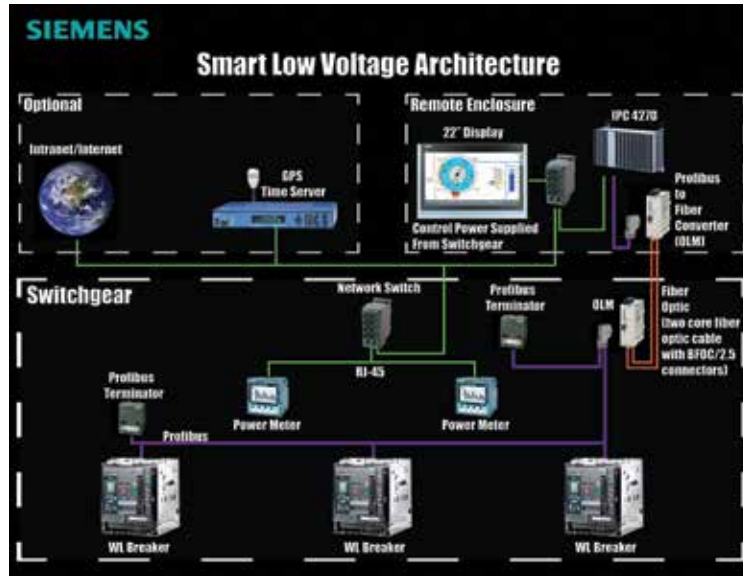 SIEMENS
Smart Low Voltage Architecture
Optional
Intranet/Internet
GPS
Time Server
Remote Enclosure
22" Display
IPC 427D
Control Power Supplied
From Switchgear
Profibus
to
Fiber
Converter
(OLM)
Switchgear
Network Switch
Profibus
Terminator
OLM
Fiber
Optic
(two core fiber
optic cable
with BFOC/2.5
connectors)
RJ-45
Profibus
Terminator
Power Meter
Power Meter
Profibus
WL Breaker
WL Breaker
WL Breaker